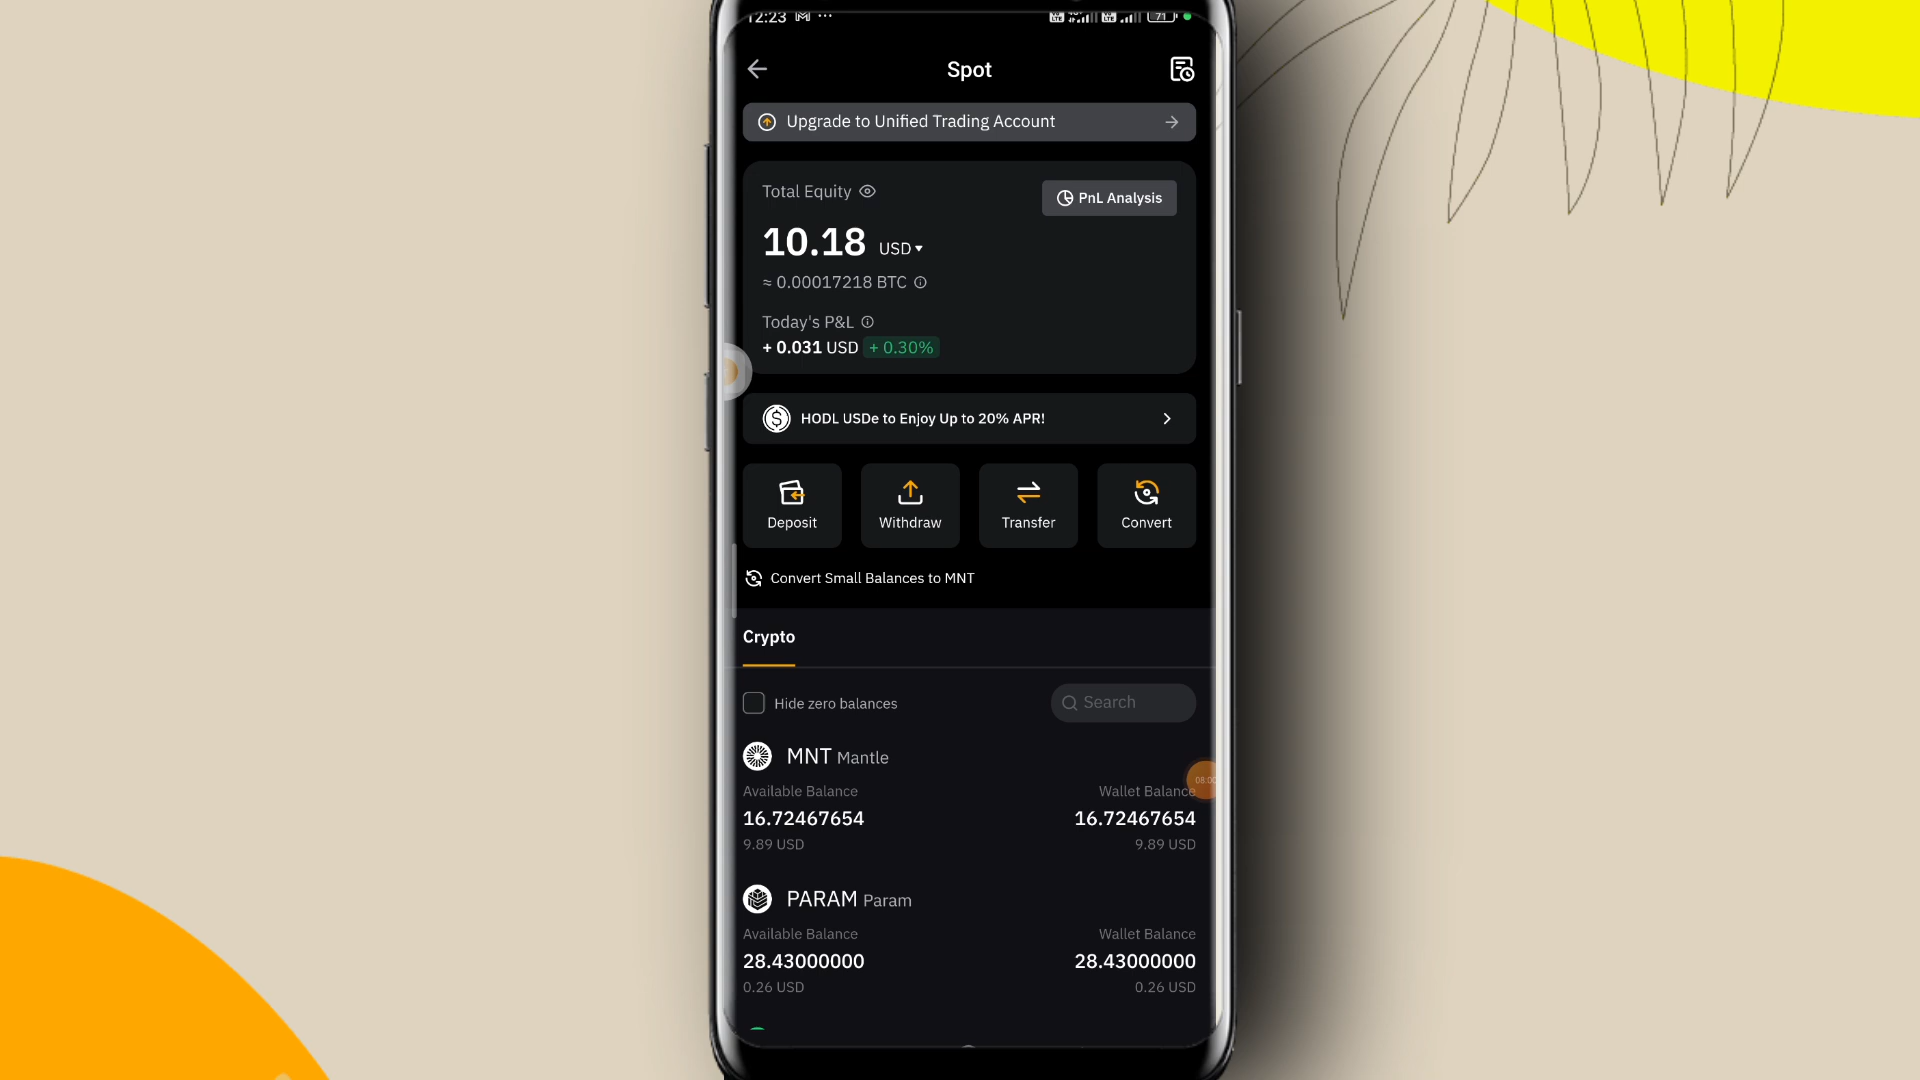 12:23 M ...
71
Spot
Upgrade to Unified Trading Account
Total Equity
PnL Analysis
10.18 USD
≈ 0.00017218 BTC
Today's P&L
+ 0.031 USD + 0.30%
HODL USDe to Enjoy Up to 20% APR!
Deposit
Withdraw
Transfer
Convert
Convert Small Balances to MNT
Crypto
Hide zero balances
Search
MNT Mantle
08:00
Available Balance
Wallet Balance
16.72467654
16.72467654
9.89 USD
9.89 USD
PARAM Param
Available Balance
Wallet Balance
28.43000000
28.43000000
0.26 USD
0.26 USD